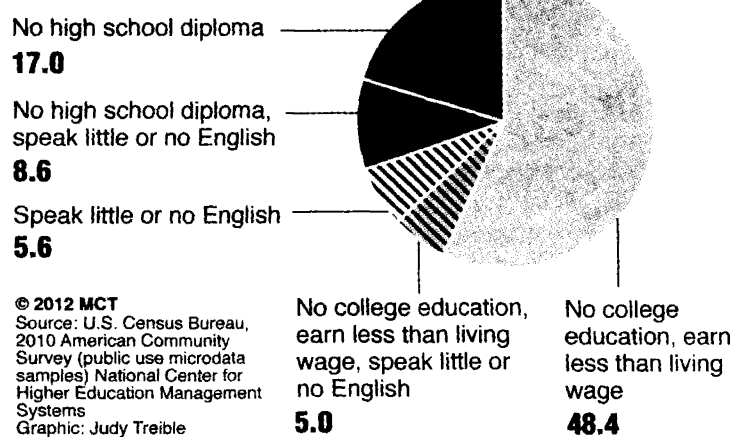 No high school diploma
17.0
No high school diploma,
speak little or no English
8.6
Speak little or no English
5.6
© 2012 MCT
Source: U.S. Census Bureau,
2010 American Community
Survey (public use microdata
samples) National Center for
Higher Education Management
Systems
Graphic: Judy Treible
No college education,
earn less than living
wage, speak little or
no English
5.0
No college
education, earn
less than living
wage
48.4